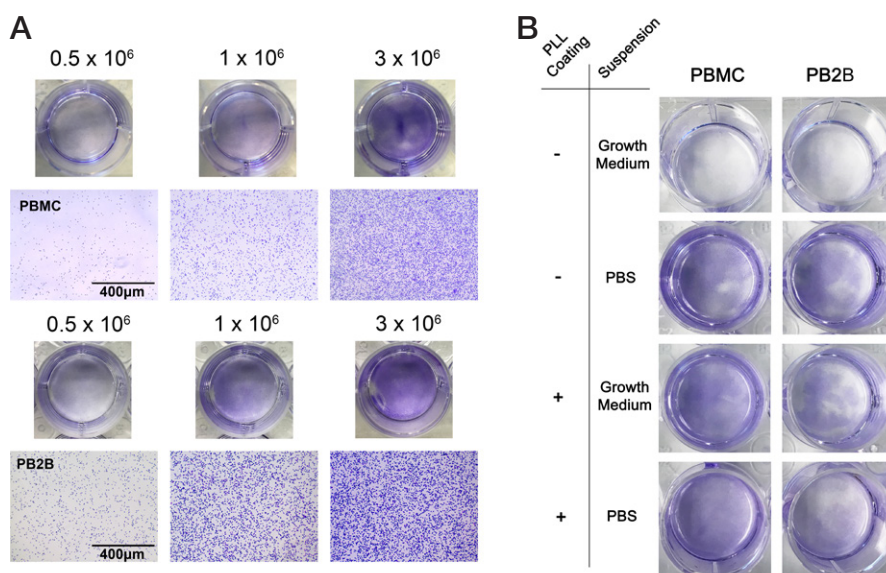 A
0.5 x 10⁶ 1 x 10⁶ 3 x 10⁶
PBMC
400µm
0.5 x 10⁶ 1 x 10⁶ 3 x 10⁶
PB2B
400µm
B
PLL
Coating
Suspension
PBMC PB2B
- Growth
Medium
- PBS
+ Growth
Medium
+ PBS